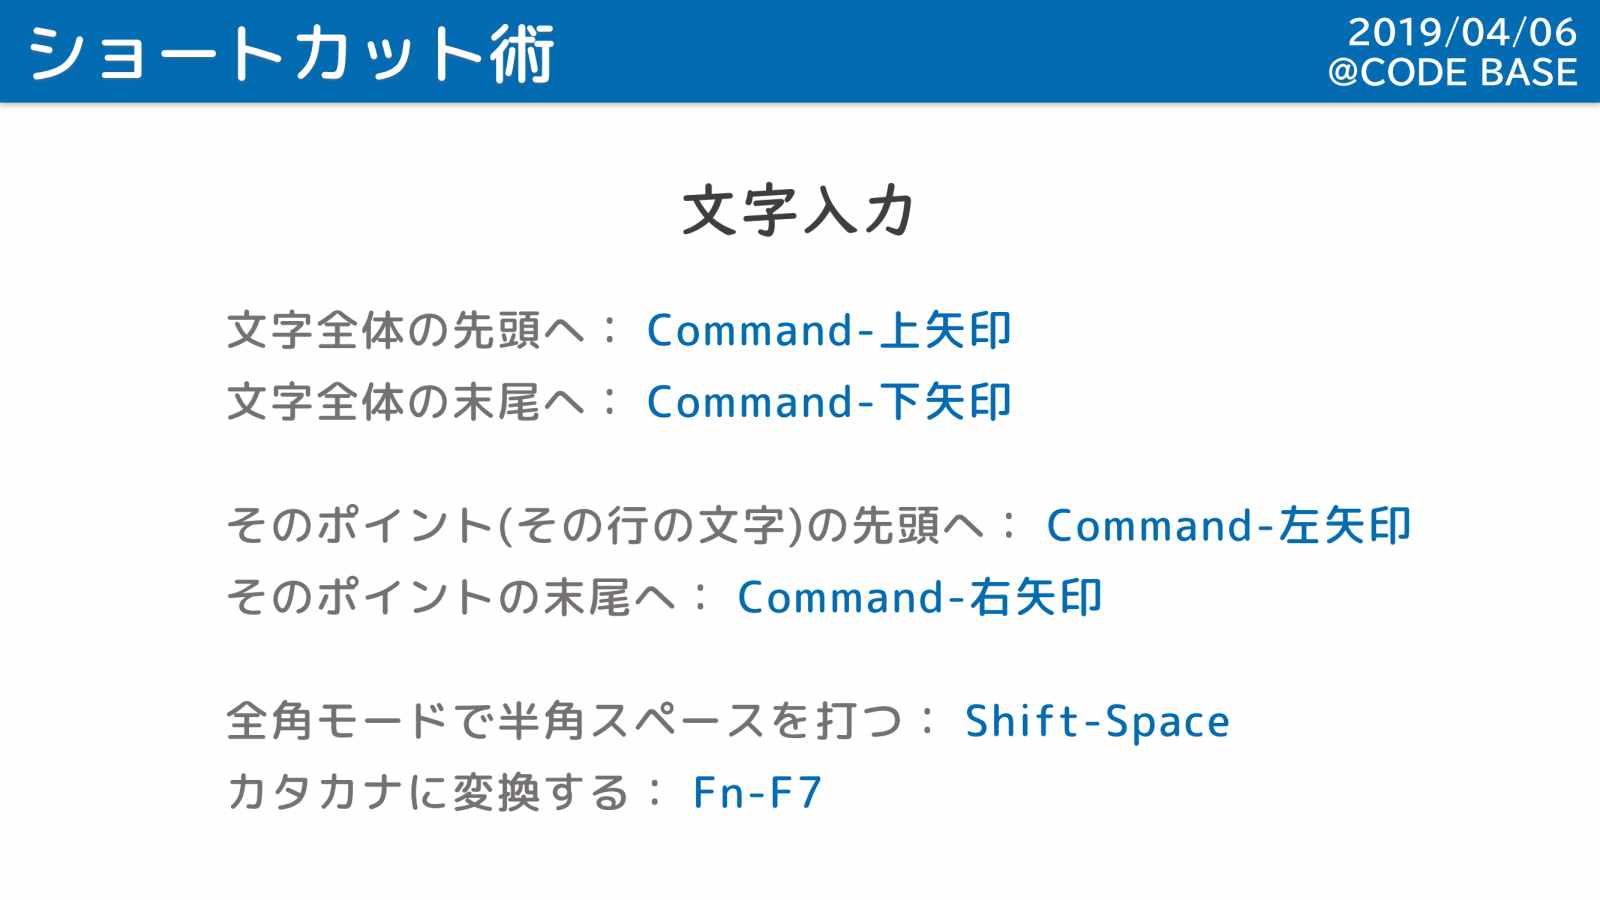 ショートカット術
2019/04/06
@CODE BASE
文字入力
文字全体の先頭へ： Command-上矢印
文字全体の末尾へ： Command-下矢印
そのポイント(その行の文字)の先頭へ： Command-左矢印
そのポイントの末尾へ： Command-右矢印
全角モードで半角スペースを打つ： Shift-Space
カタカナに変換する： Fn-F7